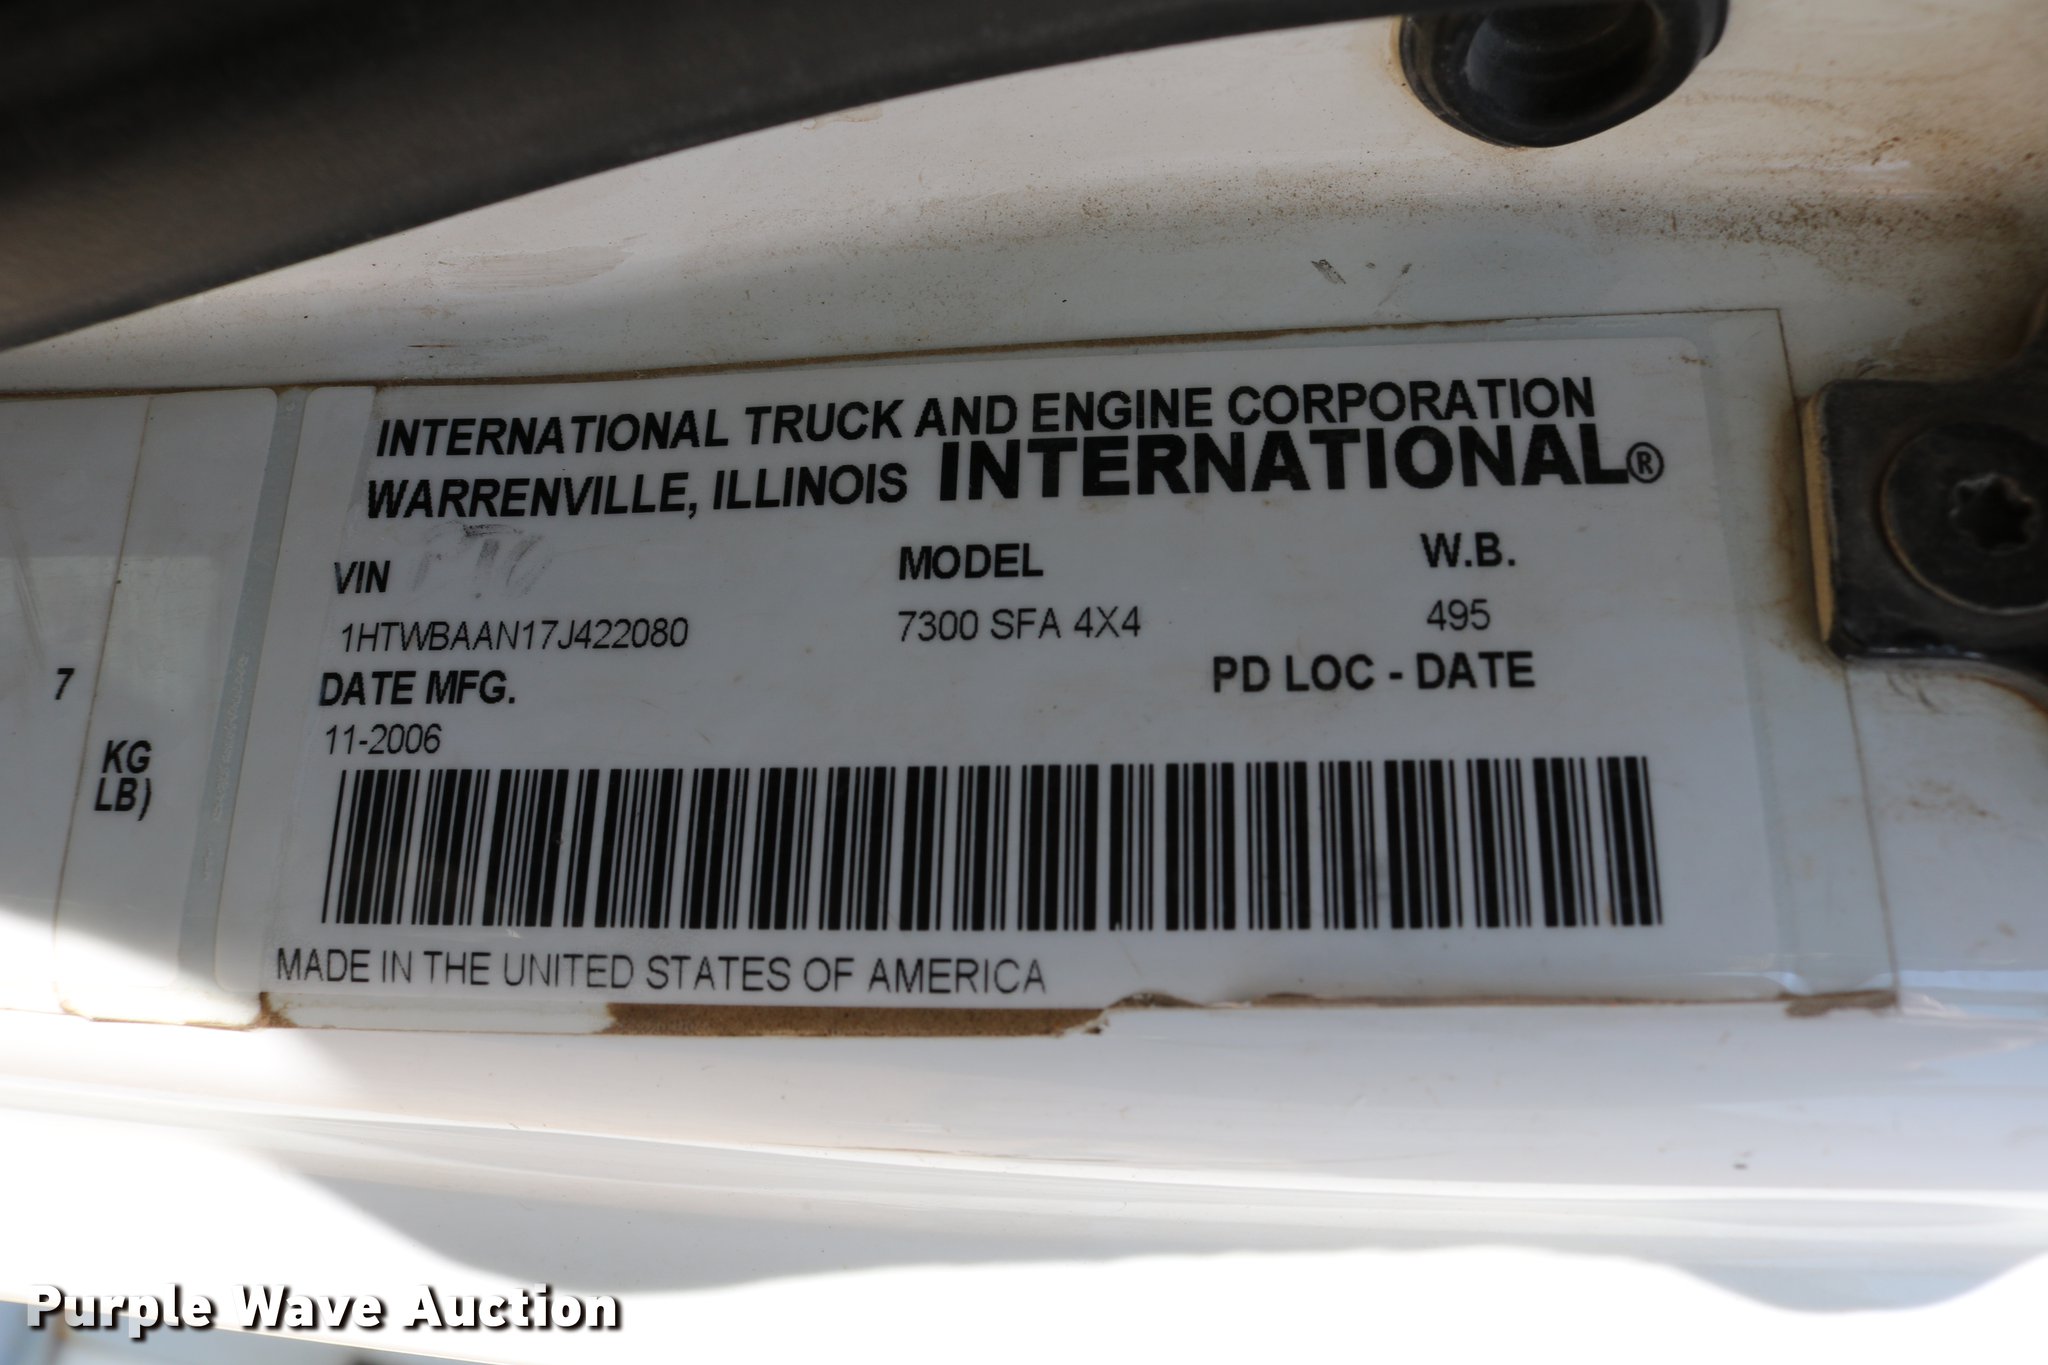 INTERNATIONAL TRUCK AND ENGINE CORPORATION
WARRENVILLE, ILLINOIS INTERNATIONAL®
VIN MODEL W.B.
1HTWBAAN17J422080 7300 SFA 4X4 495
DATE MFG. PD LOC - DATE
11-2006
MADE IN THE UNITED STATES OF AMERICA
7
KG
LB)
Purple Wave Auction